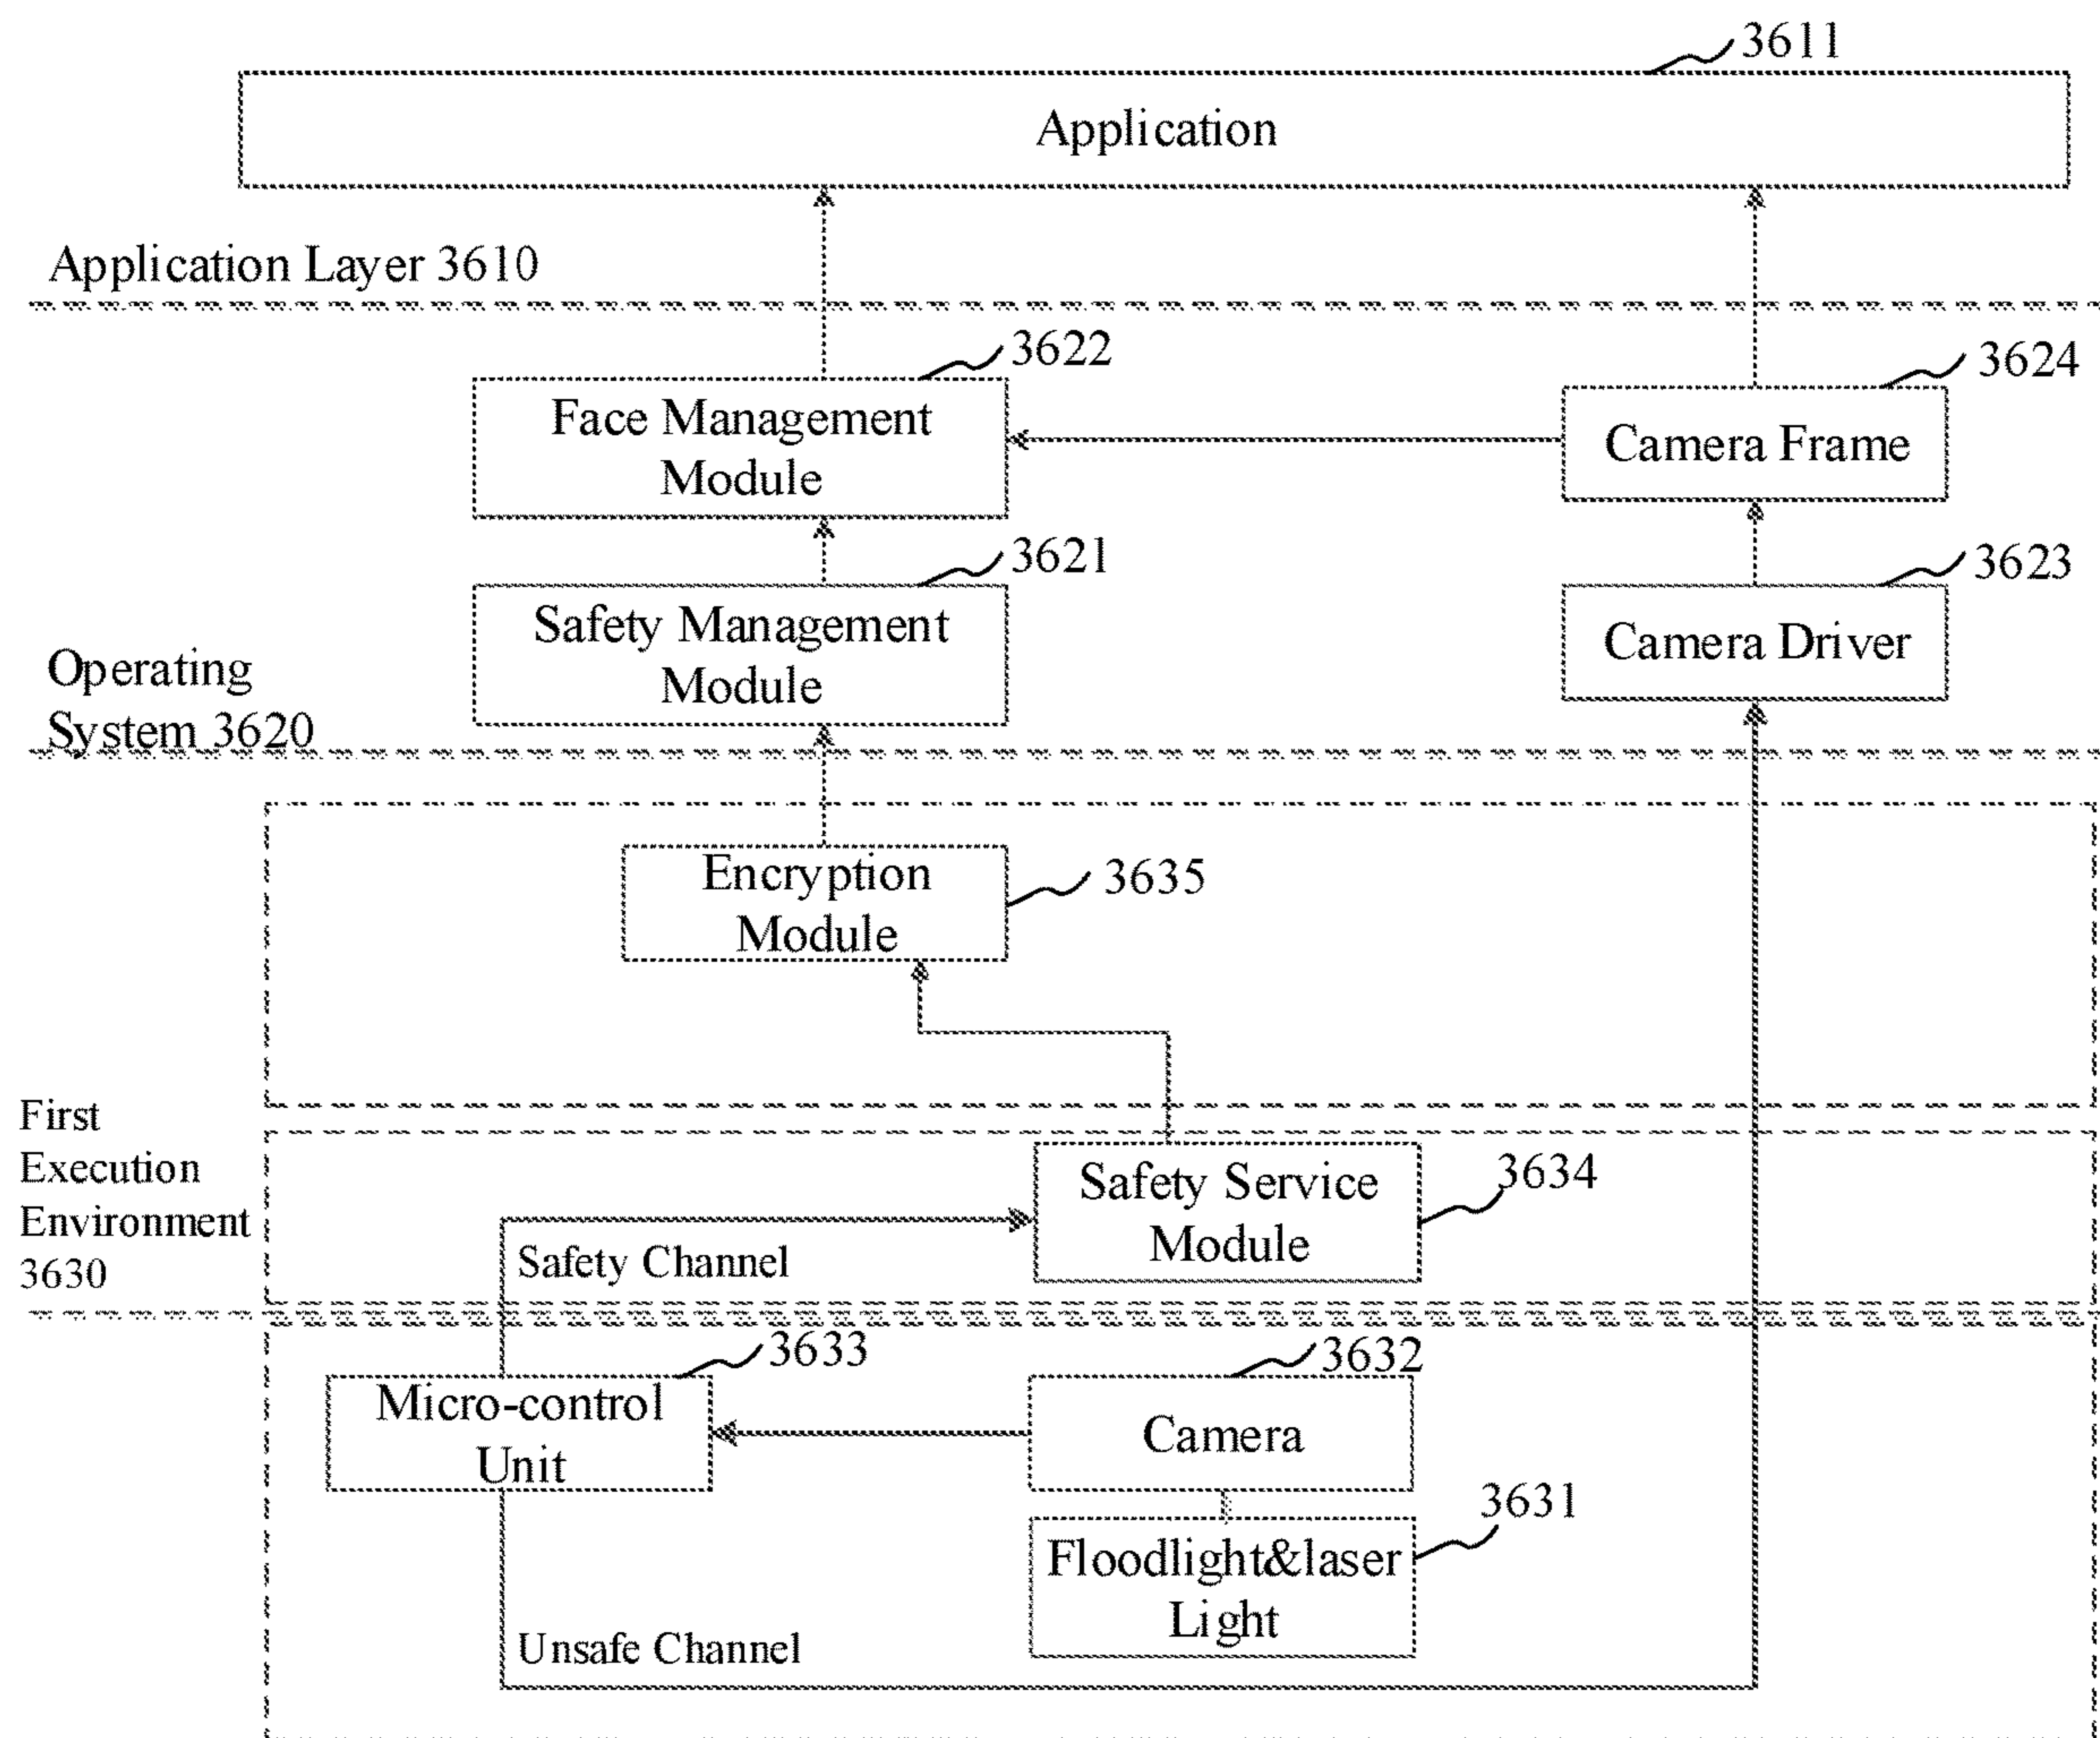 3611
Application
Application Layer 3610
3622
3624
Face Management
Module
Camera Frame
3621
3623
Safety Management
Module
Camera Driver
Operating
System 3620
Encryption
Module
3635
First
Execution
Environment
3630
Safety Service
Module
3634
Safety Channel
3633
3632
Micro-control
Unit
Camera
3631
Floodlight&laser
Light
Unsafe Channel